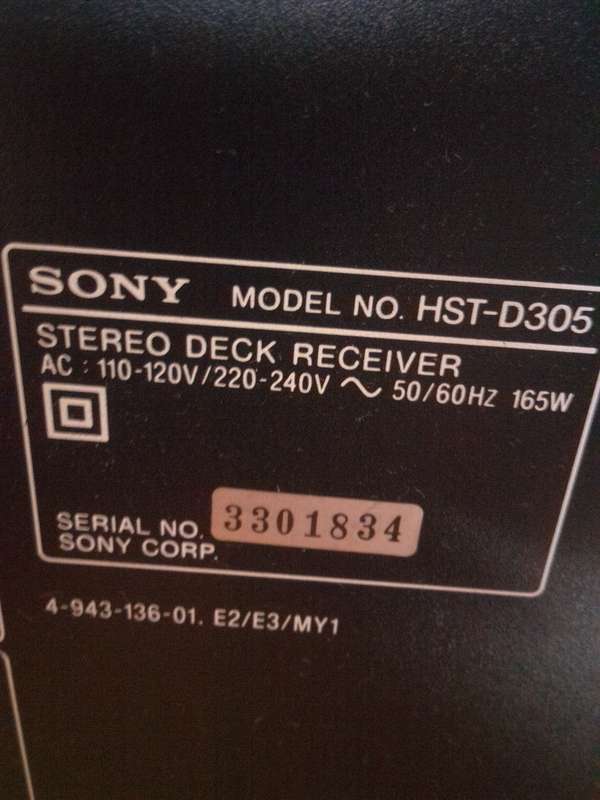 SONY MODEL NO. HST-D305
STEREO DECK RECEIVER
AC : 110-120V/220-240V ~ 50/60HZ 165W
SERIAL NO. 3301834
SONY CORP.
4-943-136-01. E2/E3/MY1